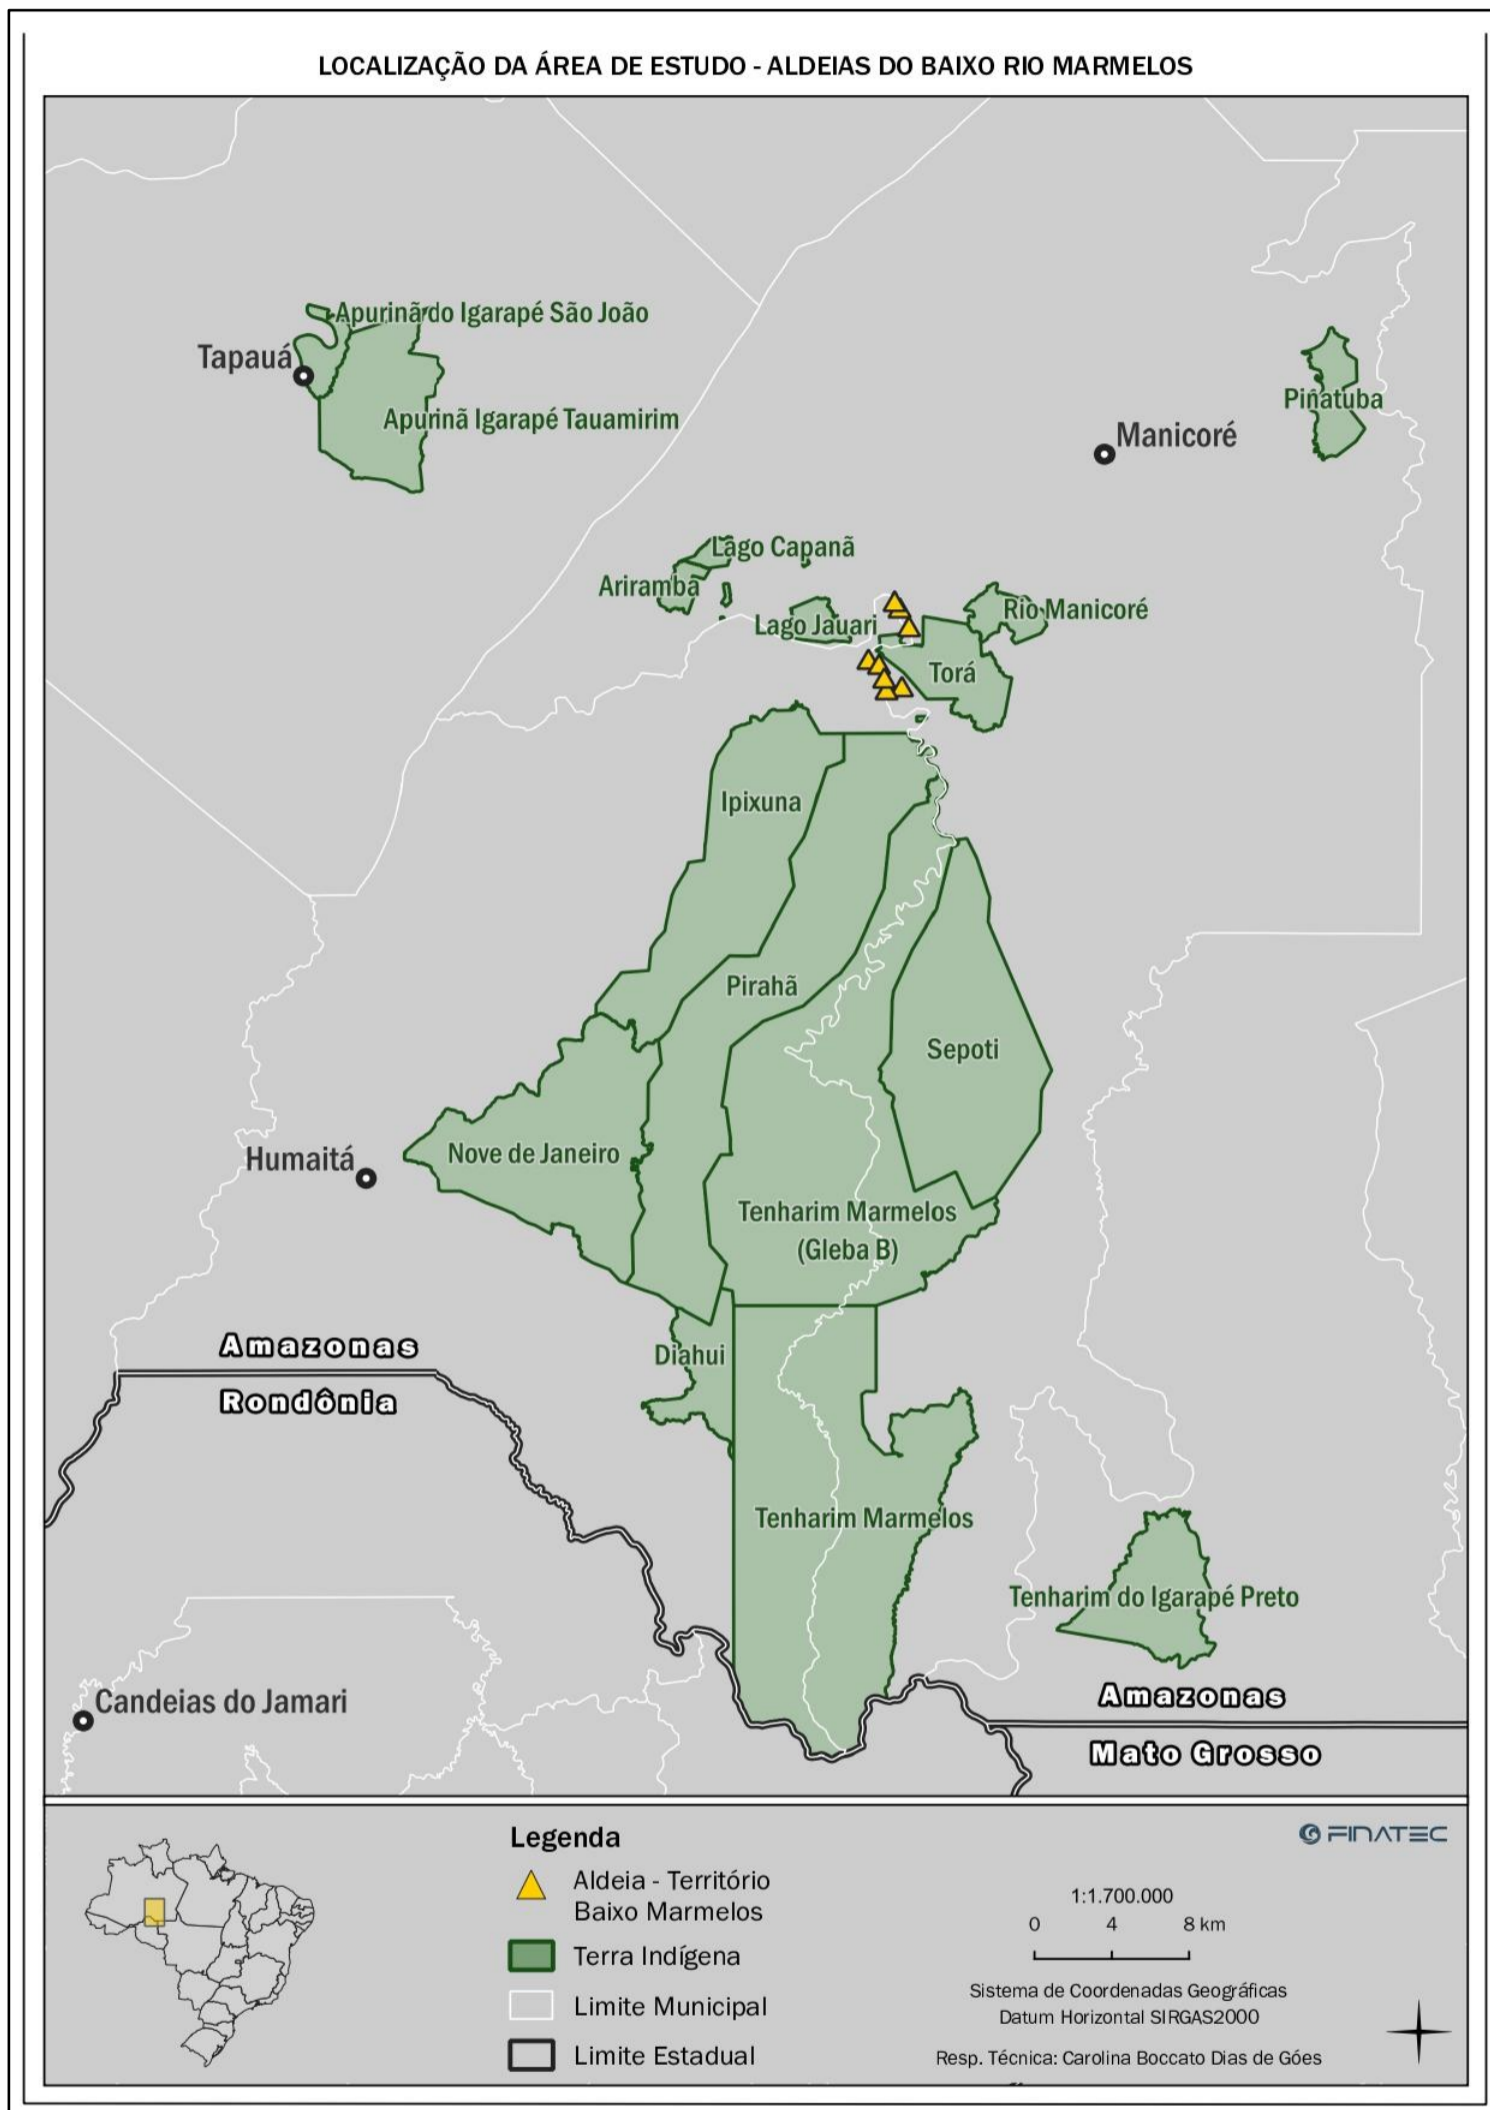 LOCALIZAÇÃO DA ÁREA DE ESTUDO - ALDEIAS DO BAIXO RIO MARMELOS
Apurinã do Igarapé São João
Tapauá
Apurinã Igarapé Tauamirim
Pinatuba
Manicoré
Lago Capanã
Ariramba
Lago Jauari
Rio Manicoré
Torá
Ipixuna
Pirahã
Sepoti
Nove de Janeiro
Humaitá
Tenharim Marmelos
(Gleba B)
Amazonas
Rondônia
Diahui
Tenharim Marmelos
Tenharim do Igarapé Preto
Candeias do Jamari
Amazonas
Mato Grosso
Legenda
Aldeia - Território
Baixo Marmelos
Terra Indígena
Limite Municipal
Limite Estadual
FINATEC
1:1.700.000
0 4 8 km
Sistema de Coordenadas Geográficas
Datum Horizontal SIRGAS2000
Resp. Técnica: Carolina Boccato Dias de Góes